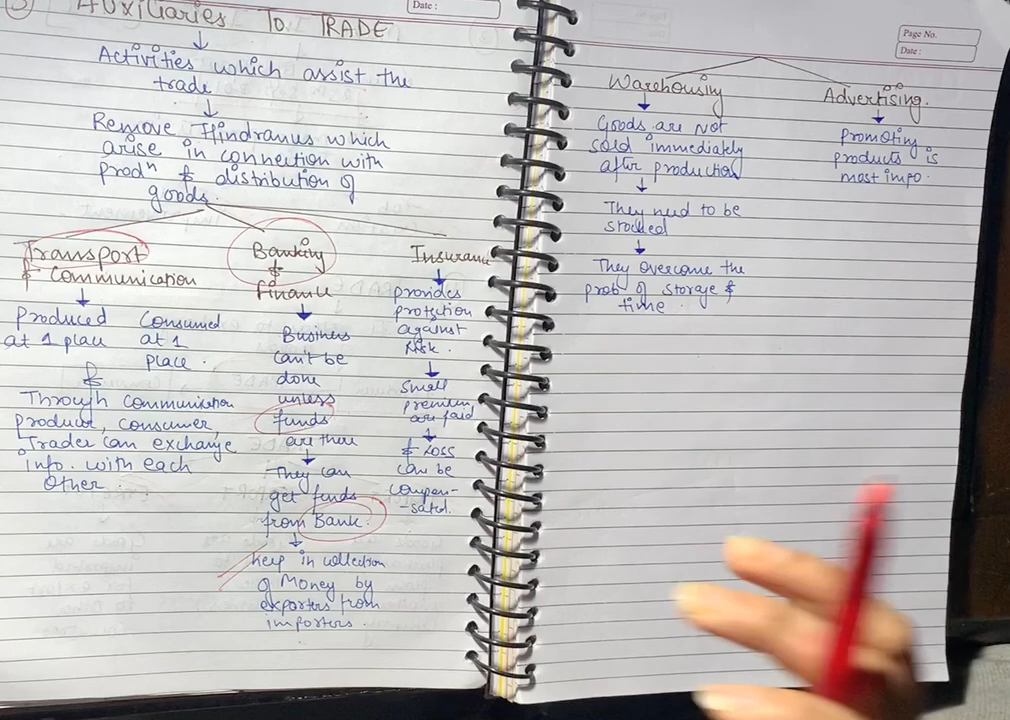 3 Auxiliaries To TRADE
Date :
Activities which assist the
trade
Remove Hindrances which
arise in connection with
prodn & distribution of
goods.
Transport
& Communication
Produced
at 1 place
Consumed
at 1
place.
&
Through communication
producer, consumer,
Trader can exchange
info. with each
other.
Banking
&
finance
Business
can't be
done
unless
funds
are there
They can
get funds
from Bank.
help in collection
of Money by
exporters from
importers.
Insurance
provides
protection
against
Risk.
Small
premium
are paid
& Loss
can be
compen-
-sated.
Page No.
Date :
Warehousing
Goods are Not
sold immediately
after production
They need to be
stocked
They overcome the
prob of storage &
time.
Advertising.
Promoting
products is
most impo.